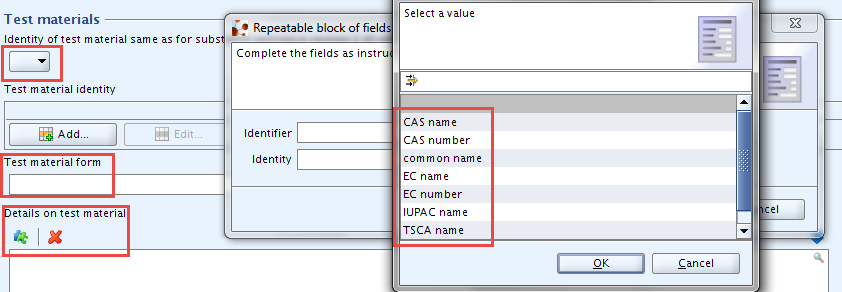 Test materials
Identity of test material same as for subst
Test material identity
Add...
Edit...
Test material form
Details on test material
Repeatable block of fields
Complete the fields as instruc
Identifier
Identity
Select a value
CAS name
CAS number
common name
EC name
EC number
IUPAC name
TSCA name
OK
Cancel
ncel